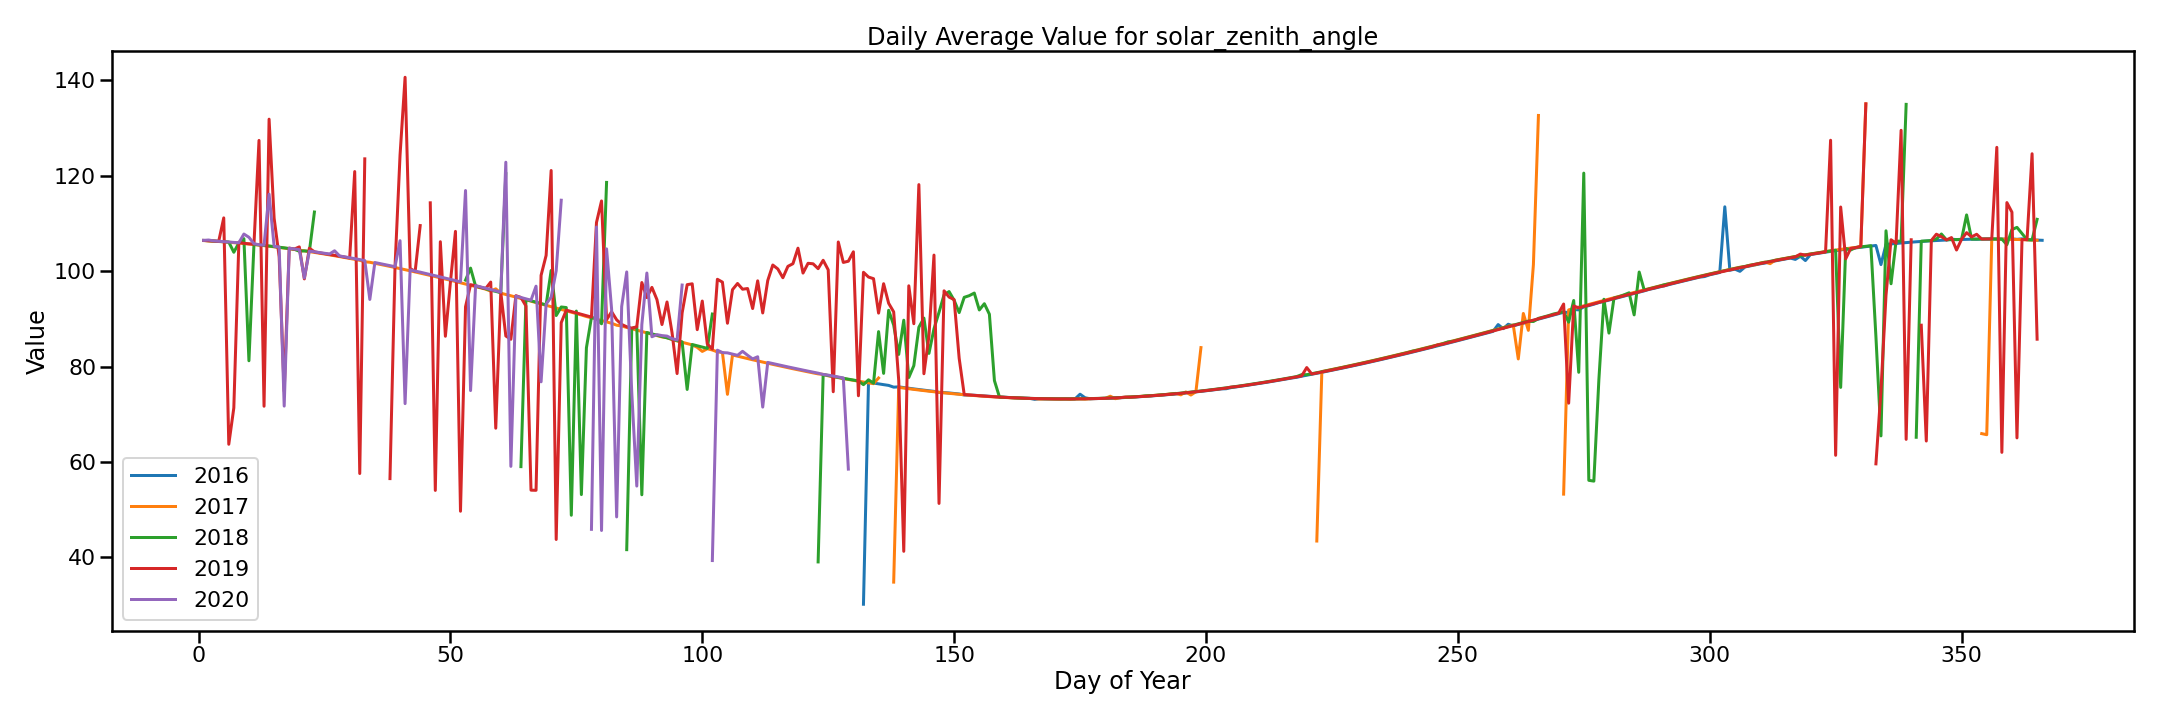 Daily Average Value for solar_zenith_angle
Value
140
120
100
80
60
40
2016
2017
2018
2019
2020
0 50 100 150 200 250 300 350
Day of Year